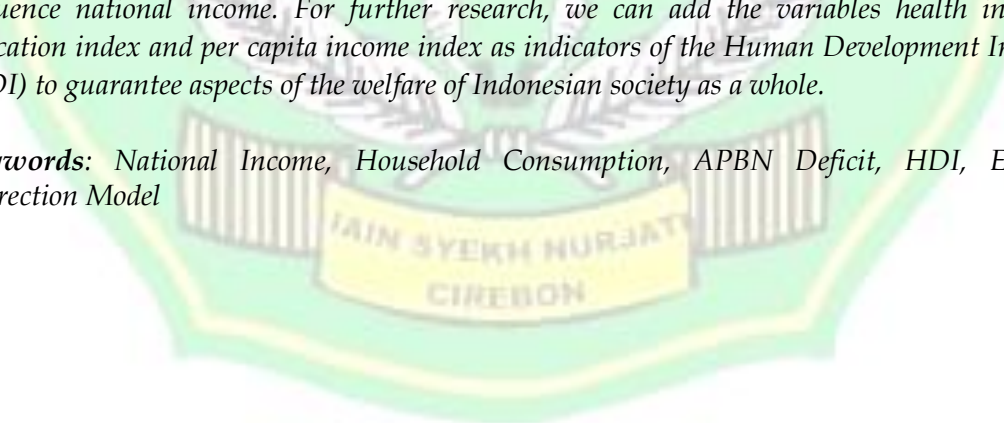 uence national income. For further research, we can add the variables health in
cation index and per capita income index as indicators of the Human Development In
DI) to guarantee aspects of the welfare of Indonesian society as a whole.
words: National Income, Household Consumption, APBN Deficit, HDI, E
rection Model
IAIN SYEKH NURJATI
CIREBON